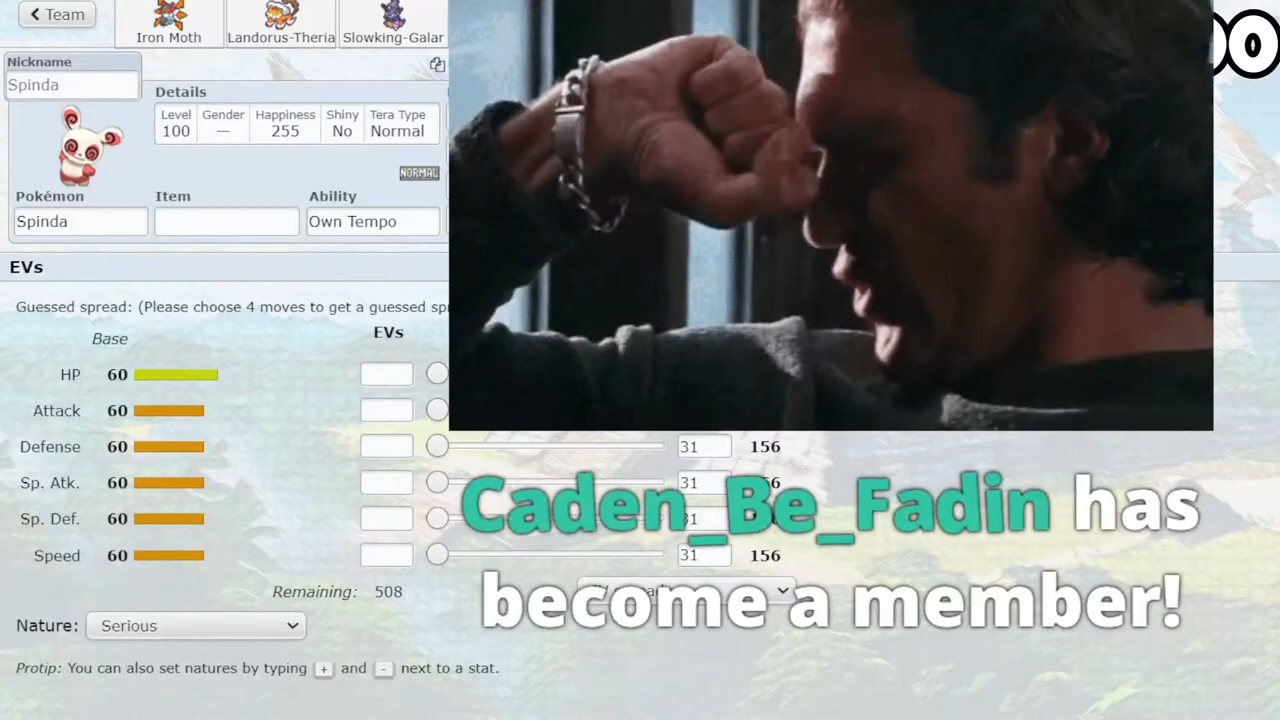 Team
Iron Moth
Landorus-Theria
Slowking-Galar
Nickname
Spinda
Details
Level Gender Happiness Shiny Tera Type
100 — 255 No Normal
NORMAL
Pokémon Item Ability
Spinda Own Tempo
EVs
Guessed spread: (Please choose 4 moves to get a guessed spr
Base EVs
HP 60
Attack 60
Defense 60 31 156
Sp. Atk. 60 31
Sp. Def. 60 31
Speed 60 31 156
Caden_Be_Fadin has
become a member!
Remaining: 508
Nature: Serious
Protip: You can also set natures by typing + and - next to a stat.